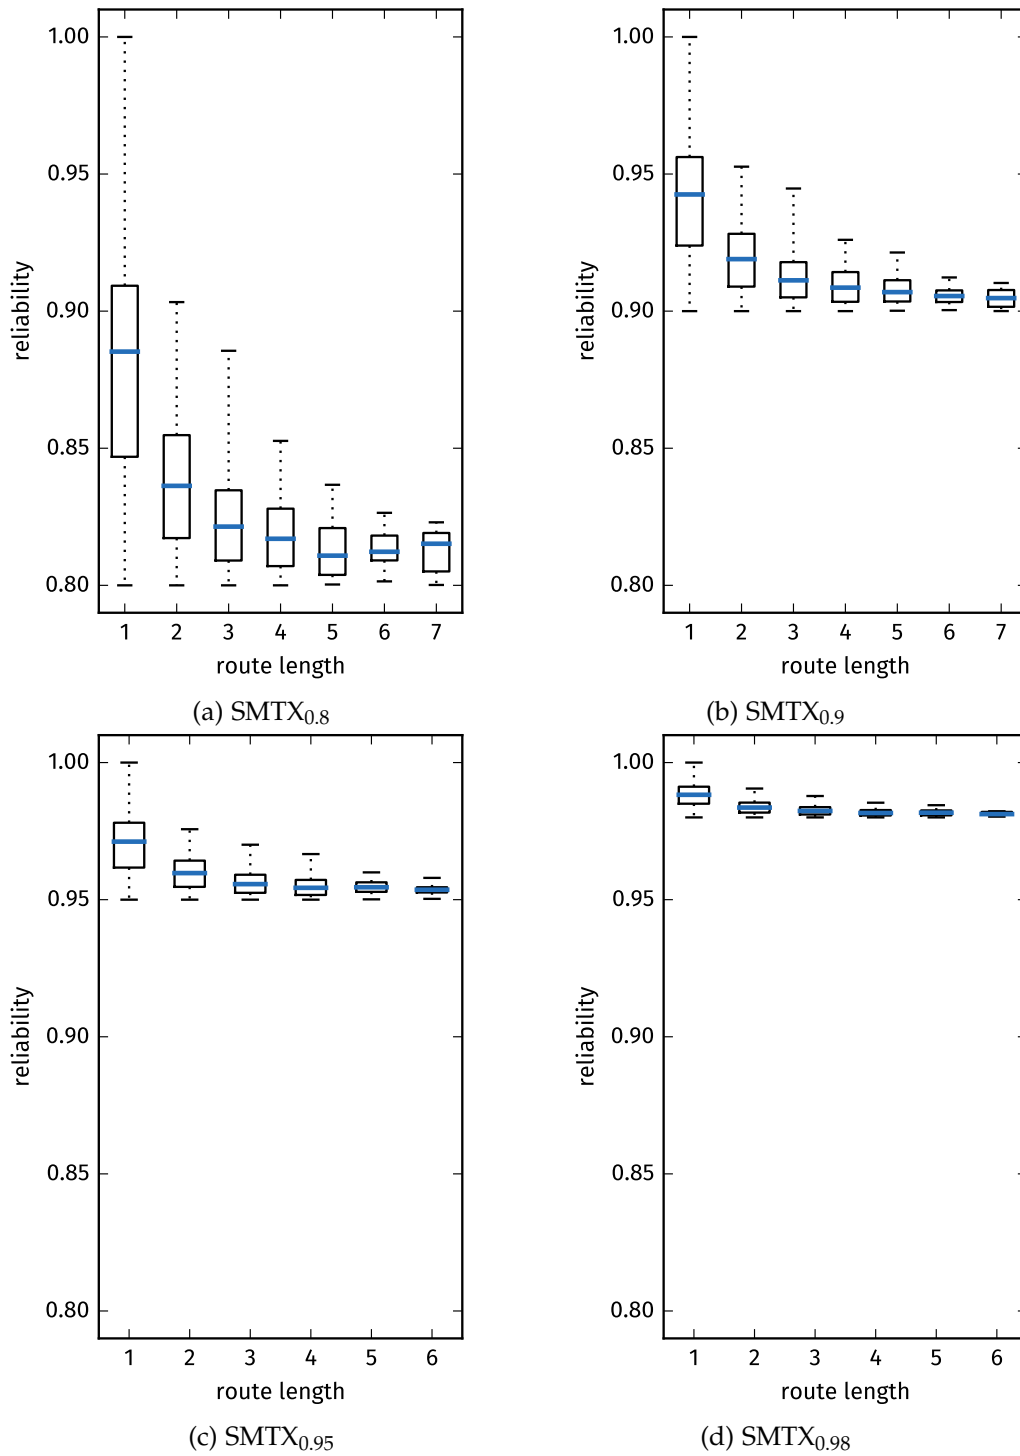 1.00
0.95
0.90
0.85
0.80
reliability
1 2 3 4 5 6 7
route length
(a) SMTX0.8
1.00
0.95
0.90
0.85
0.80
reliability
1 2 3 4 5 6 7
route length
(b) SMTX0.9
1.00
0.95
0.90
0.85
0.80
reliability
1 2 3 4 5 6
route length
(c) SMTX0.95
1.00
0.95
0.90
0.85
0.80
reliability
1 2 3 4 5 6
route length
(d) SMTX0.98